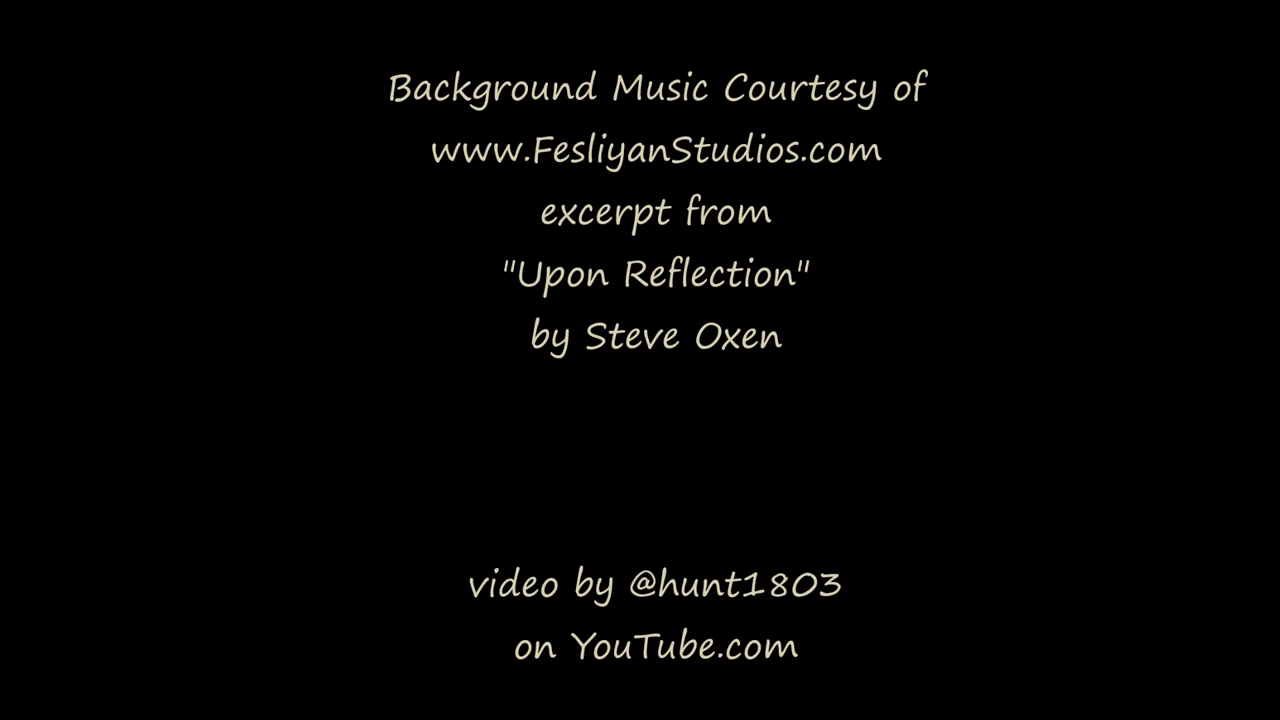 Background Music Courtesy of
www.FesliyanStudios.com
excerpt from
"Upon Reflection"
by Steve Oxen
video by @hunt1803
on YouTube.com